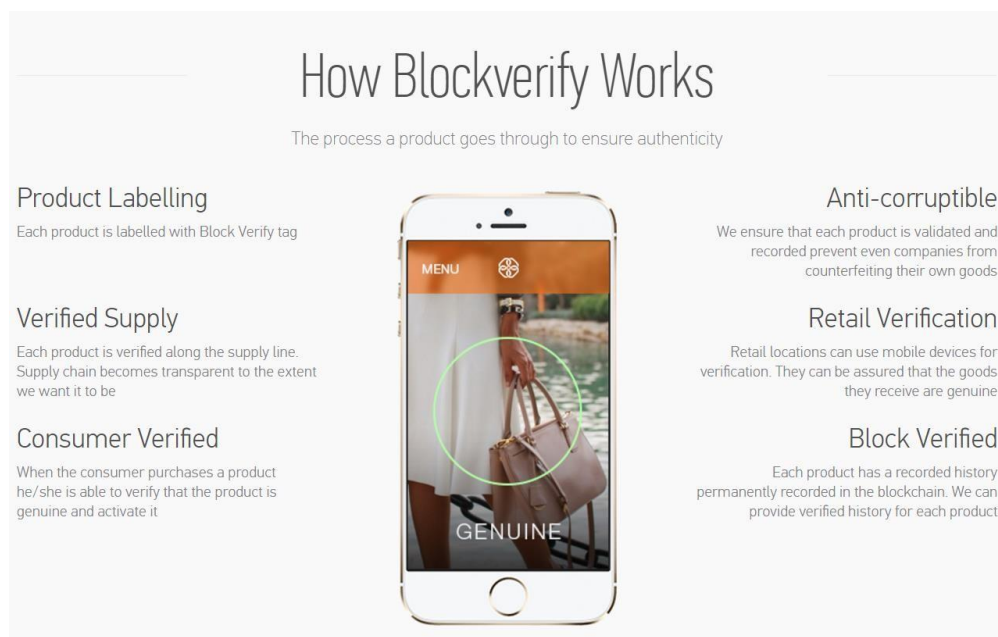 How Blockverify Works
The process a product goes through to ensure authenticity
Product Labelling
Each product is labelled with Block Verify tag
Verified Supply
Each product is verified along the supply line.
Supply chain becomes transparent to the extent
we want it to be
Consumer Verified
When the consumer purchases a product
he/she is able to verify that the product is
genuine and activate it
MENU
GENUINE
Anti-corruptible
We ensure that each product is validated and
recorded prevent even companies from
counterfeiting their own goods
Retail Verification
Retail locations can use mobile devices for
verification. They can be assured that the goods
they receive are genuine
Block Verified
Each product has a recorded history
permanently recorded in the blockchain. We can
provide verified history for each product